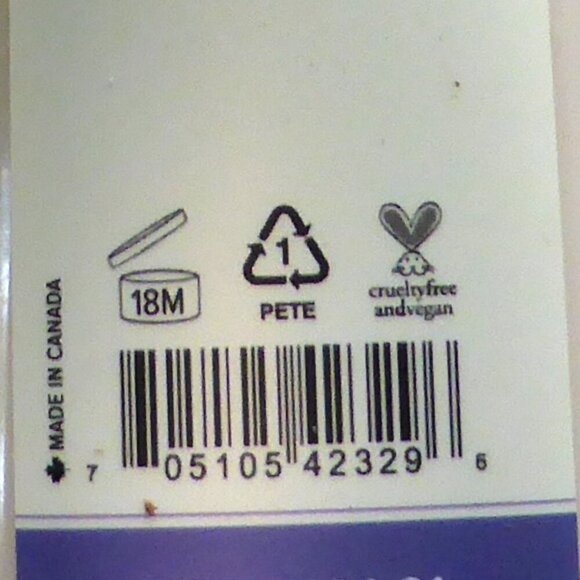 MADE IN CANADA
18M
1
PETE
crueltyfree
andvegan
7 05105 42329 6